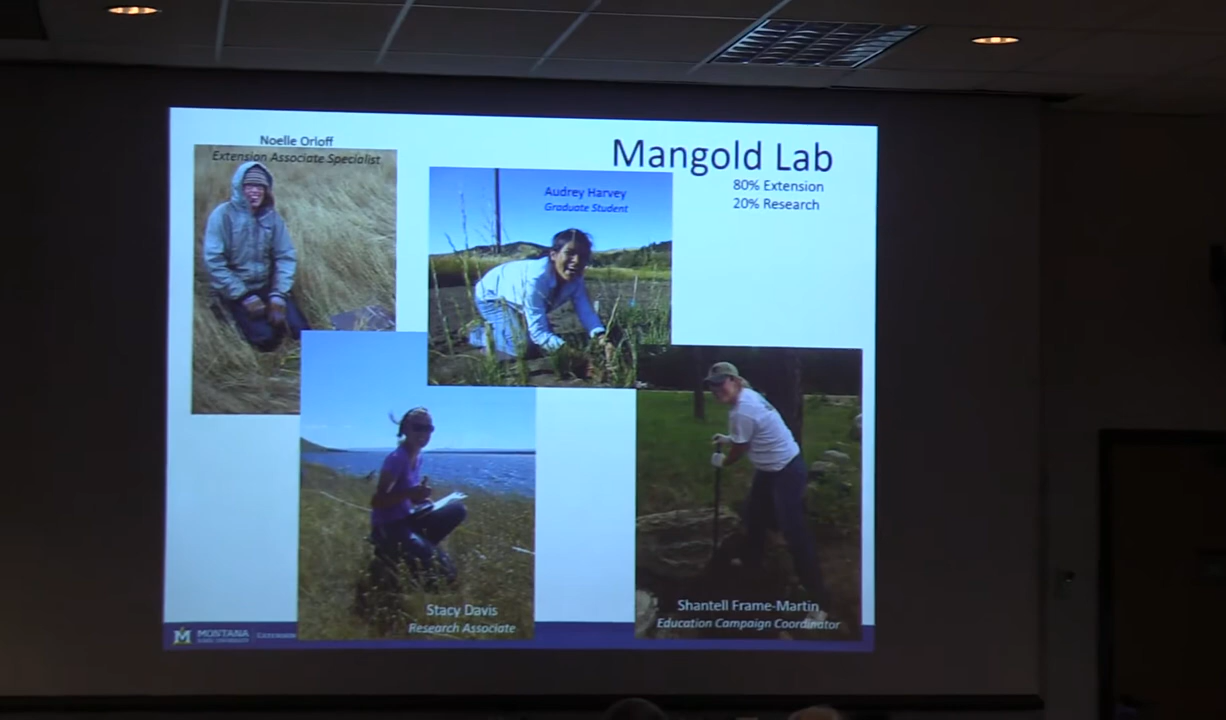 Mangold Lab
80% Extension
20% Research
Noelle Orloff
Extension Associate Specialist
Audrey Harvey
Graduate Student
Stacy Davis
Research Associate
Shantell Frame-Martin
Education Campaign Coordinator
MONTANA